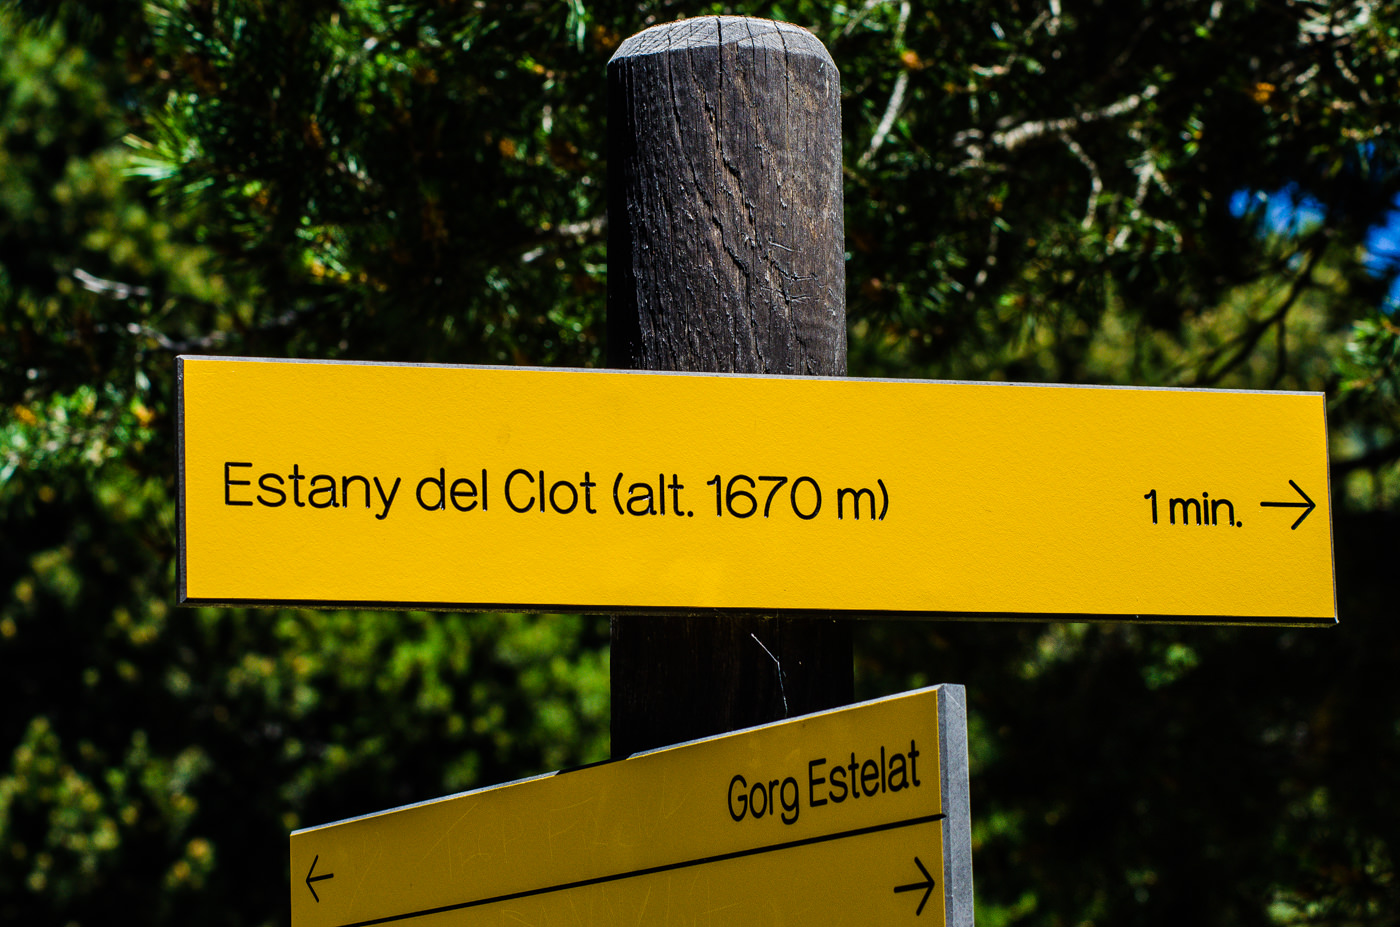 Estany del Clot (alt. 1670 m) 1 min. →
Gorg Estelat
← →